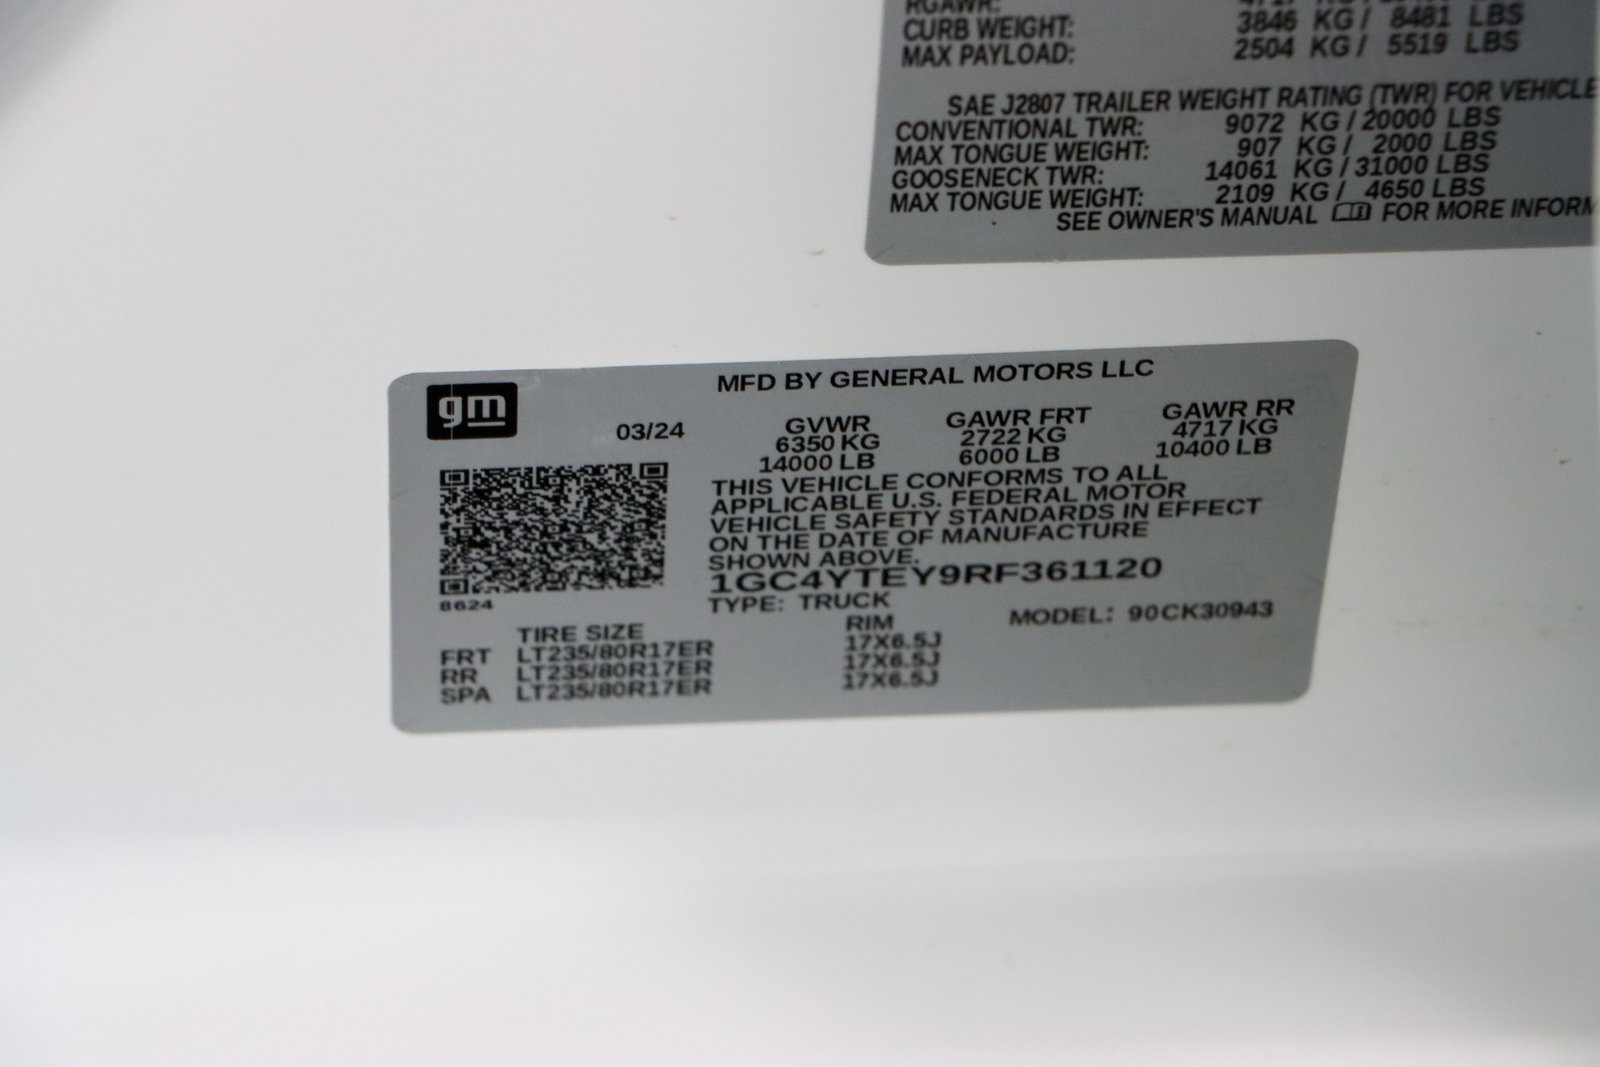 RGAWR:
CURB WEIGHT: 3846 KG / 8481 LBS
MAX PAYLOAD: 2504 KG / 5519 LBS
SAE J2807 TRAILER WEIGHT RATING (TWR) FOR VEHICLE
CONVENTIONAL TWR: 9072 KG / 20000 LBS
MAX TONGUE WEIGHT: 907 KG / 2000 LBS
GOOSENECK TWR: 14061 KG / 31000 LBS
MAX TONGUE WEIGHT: 2109 KG / 4650 LBS
SEE OWNER'S MANUAL FOR MORE INFORM
gm
MFD BY GENERAL MOTORS LLC
03/24
GVWR GAWR FRT GAWR RR
6350 KG 2722 KG 4717 KG
14000 LB 6000 LB 10400 LB
THIS VEHICLE CONFORMS TO ALL
APPLICABLE U.S. FEDERAL MOTOR
VEHICLE SAFETY STANDARDS IN EFFECT
ON THE DATE OF MANUFACTURE
SHOWN ABOVE.
1GC4YTEY9RF361120
8624
TYPE: TRUCK MODEL: 90CK30943
TIRE SIZE RIM
FRT LT235/80R17ER 17X6.5J
RR LT235/80R17ER 17X6.5J
SPA LT235/80R17ER 17X6.5J